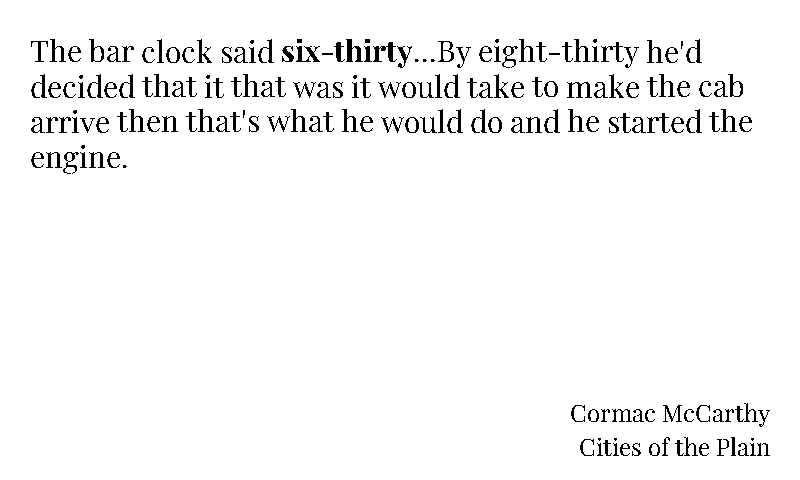 The bar clock said six-thirty...By eight-thirty he'd
decided that it that was it would take to make the cab
arrive then that's what he would do and he started the
engine.
Cormac McCarthy
Cities of the Plain